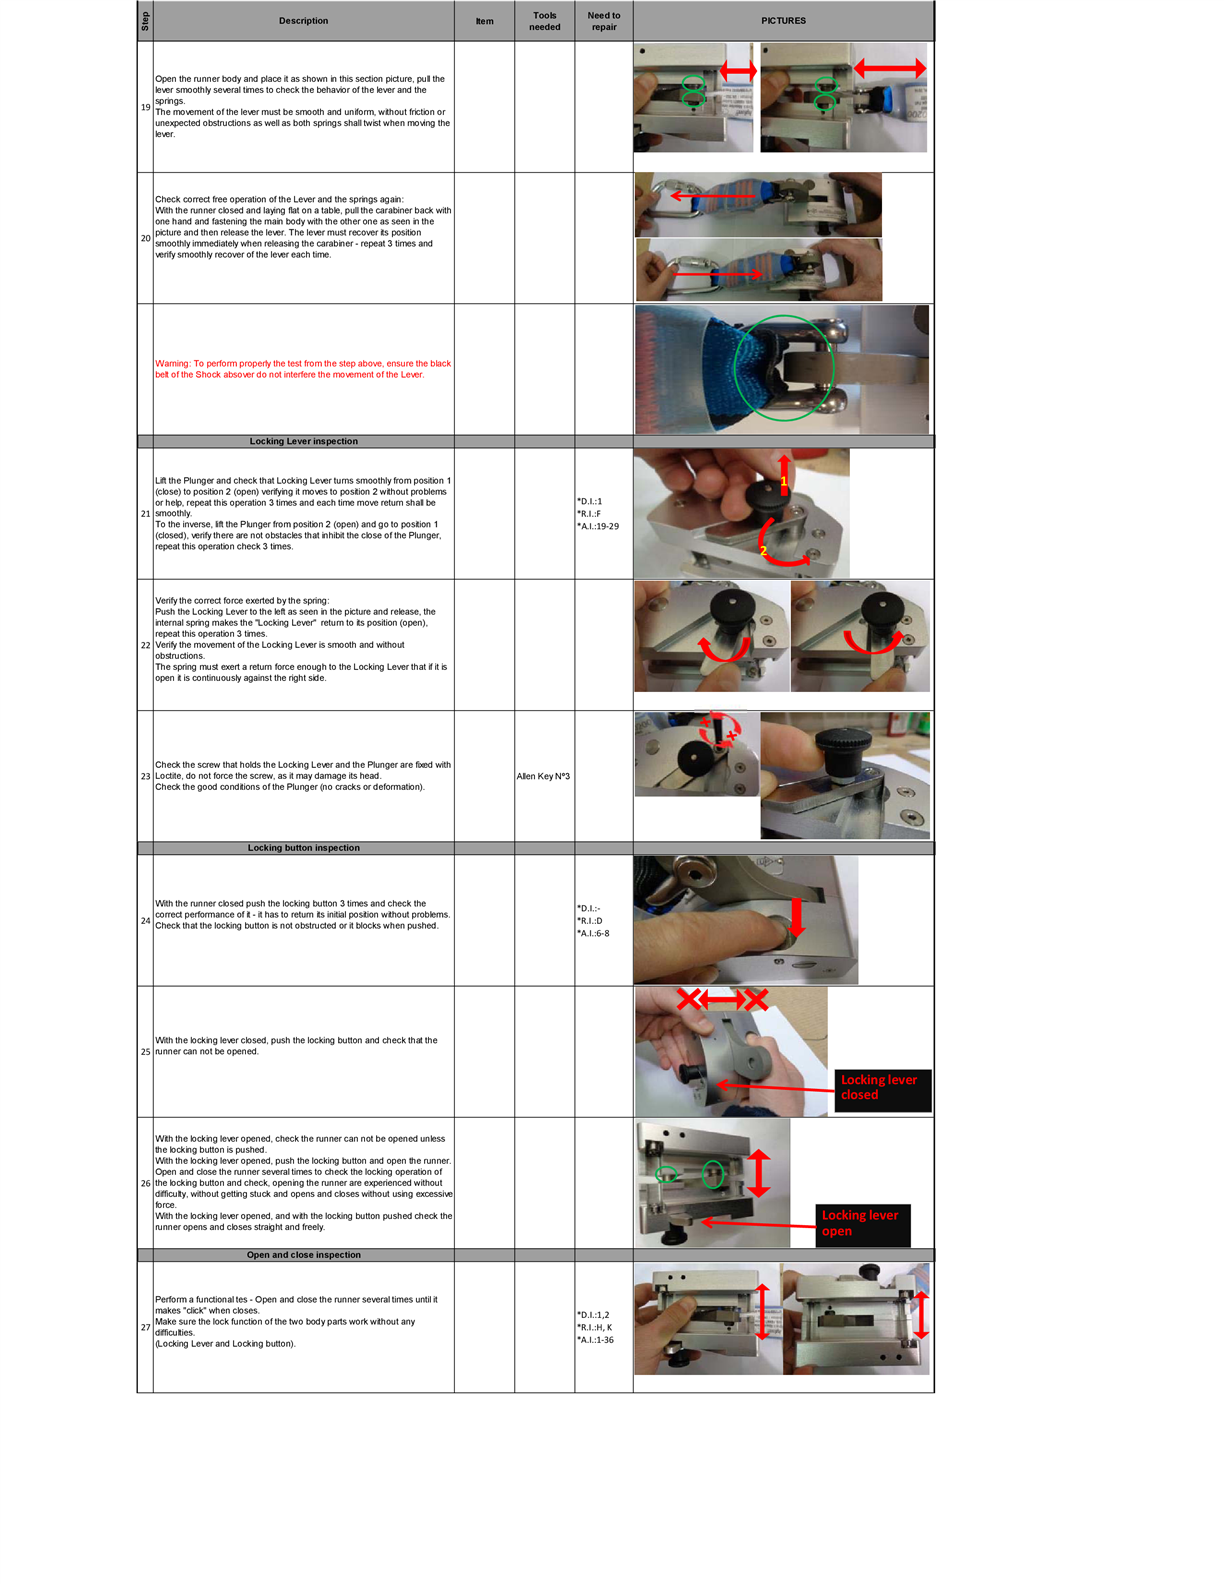 Step
Description
Item
Tools
needed
Need to
repair
PICTURES
19
Open the runner body and place it as shown in this section picture, pull the
lever smoothly several times to check the behavior of the lever and the
springs.
The movement of the lever must be smooth and uniform, without friction or
unexpected obstructions as well as both springs shall twist when moving the
lever.
20
Check correct free operation of the Lever and the springs again:
With the runner closed and laying flat on a table, pull the carabiner back with
one hand and fastening the main body with the other one as seen in the
picture and then release the lever. The lever must recover its position
smoothly immediately when releasing the carabiner - repeat 3 times and
verify smoothly recover of the lever each time.
Warning: To perform properly the test from the step above, ensure the black
belt of the Shock absover do not interfere the movement of the Lever.
Locking Lever inspection
21
Lift the Plunger and check that Locking Lever turns smoothly from position 1
(close) to position 2 (open) verifying it moves to position 2 without problems
or help, repeat this operation 3 times and each time move return shall be
smoothly.
To the inverse, lift the Plunger from position 2 (open) and go to position 1
(closed), verify there are not obstacles that inhibit the close of the Plunger,
repeat this operation check 3 times.
*D.I.:1
*R.I.:F
*A.I.:19-29
1
2
22
Verify the correct force exerted by the spring:
Push the Locking Lever to the left as seen in the picture and release, the
internal spring makes the "Locking Lever" return to its position (open),
repeat this operation 3 times.
Verify the movement of the Locking Lever is smooth and without
obstructions.
The spring must exert a return force enough to the Locking Lever that if it is
open it is continuously against the right side.
23
Check the screw that holds the Locking Lever and the Plunger are fixed with
Loctite, do not force the screw, as it may damage its head.
Check the good conditions of the Plunger (no cracks or deformation).
Allen Key Nº3
Locking button inspection
24
With the runner closed push the locking button 3 times and check the
correct performance of it - it has to return its initial position without problems.
Check that the locking button is not obstructed or it blocks when pushed.
*D.I.:-
*R.I.:D
*A.I.:6-8
25
With the locking lever closed, push the locking button and check that the
runner can not be opened.
Locking lever
closed
26
With the locking lever opened, check the runner can not be opened unless
the locking button is pushed.
With the locking lever opened, push the locking button and open the runner.
Open and close the runner several times to check the locking operation of
the locking button and check, opening the runner are experienced without
difficulty, without getting stuck and opens and closes without using excessive
force.
With the locking lever opened, and with the locking button pushed check the
runner opens and closes straight and freely.
Locking lever
open
Open and close inspection
27
Perform a functional tes - Open and close the runner several times until it
makes "click" when closes.
Make sure the lock function of the two body parts work without any
difficulties.
(Locking Lever and Locking button).
*D.I.:1,2
*R.I.:H, K
*A.I.:1-36